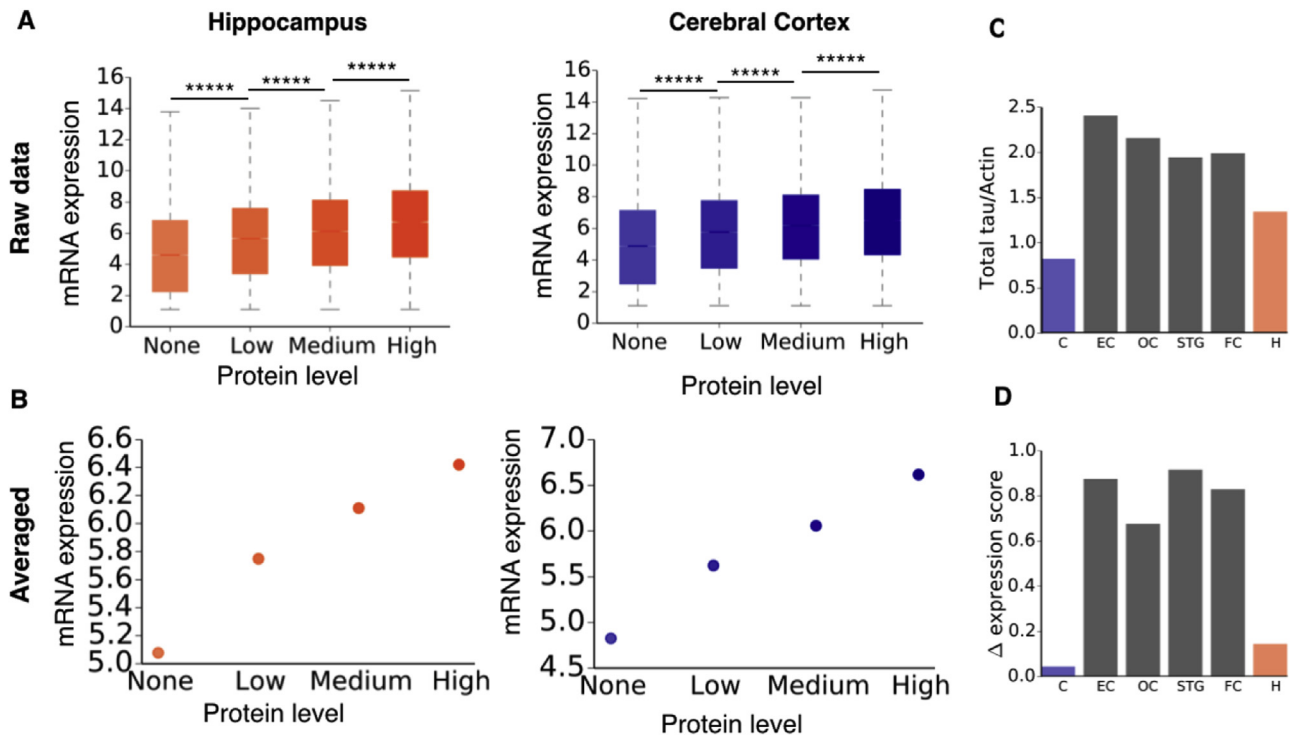 A
Hippocampus
Cerebral Cortex
C
Raw data
mRNA expression
16
14
12
10
8
6
4
2
0
*****
*****
*****
None Low Medium High
Protein level
mRNA expression
16
14
12
10
8
6
4
2
0
*****
*****
*****
None Low Medium High
Protein level
Total tau/Actin
2.5
2.0
1.5
1.0
0.5
0.0
C EC OC STG FC H
B
Averaged
mRNA expression
6.6
6.4
6.2
6.0
5.8
5.6
5.4
5.2
5.0
None Low Medium High
Protein level
mRNA expression
7.0
6.5
6.0
5.5
5.0
4.5
None Low Medium High
Protein level
D
Δ expression score
1.0
0.8
0.6
0.4
0.2
0.0
C EC OC STG FC H